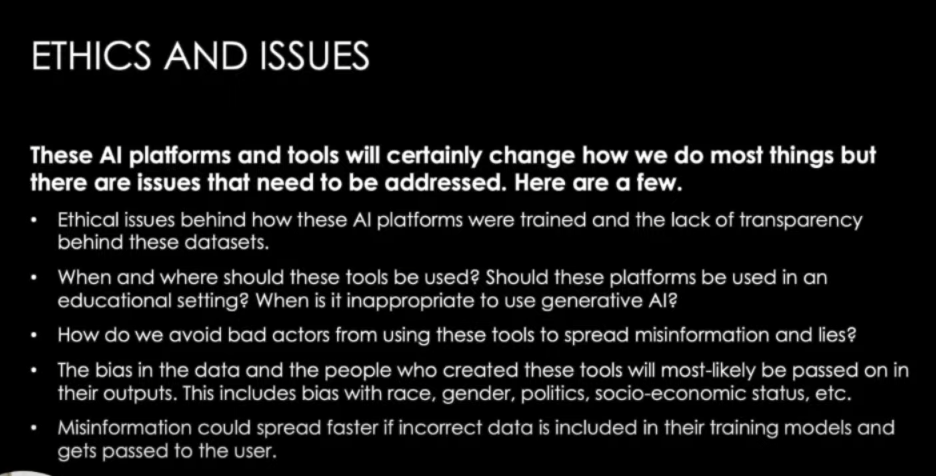 ETHICS AND ISSUES
These AI platforms and tools will certainly change how we do most things but
there are issues that need to be addressed. Here are a few.
• Ethical issues behind how these AI platforms were trained and the lack of transparency
behind these datasets.
• When and where should these tools be used? Should these platforms be used in an
educational setting? When is it inappropriate to use generative AI?
• How do we avoid bad actors from using these tools to spread misinformation and lies?
• The bias in the data and the people who created these tools will most-likely be passed on in
their outputs. This includes bias with race, gender, politics, socio-economic status, etc.
• Misinformation could spread faster if incorrect data is included in their training models and
gets passed to the user.